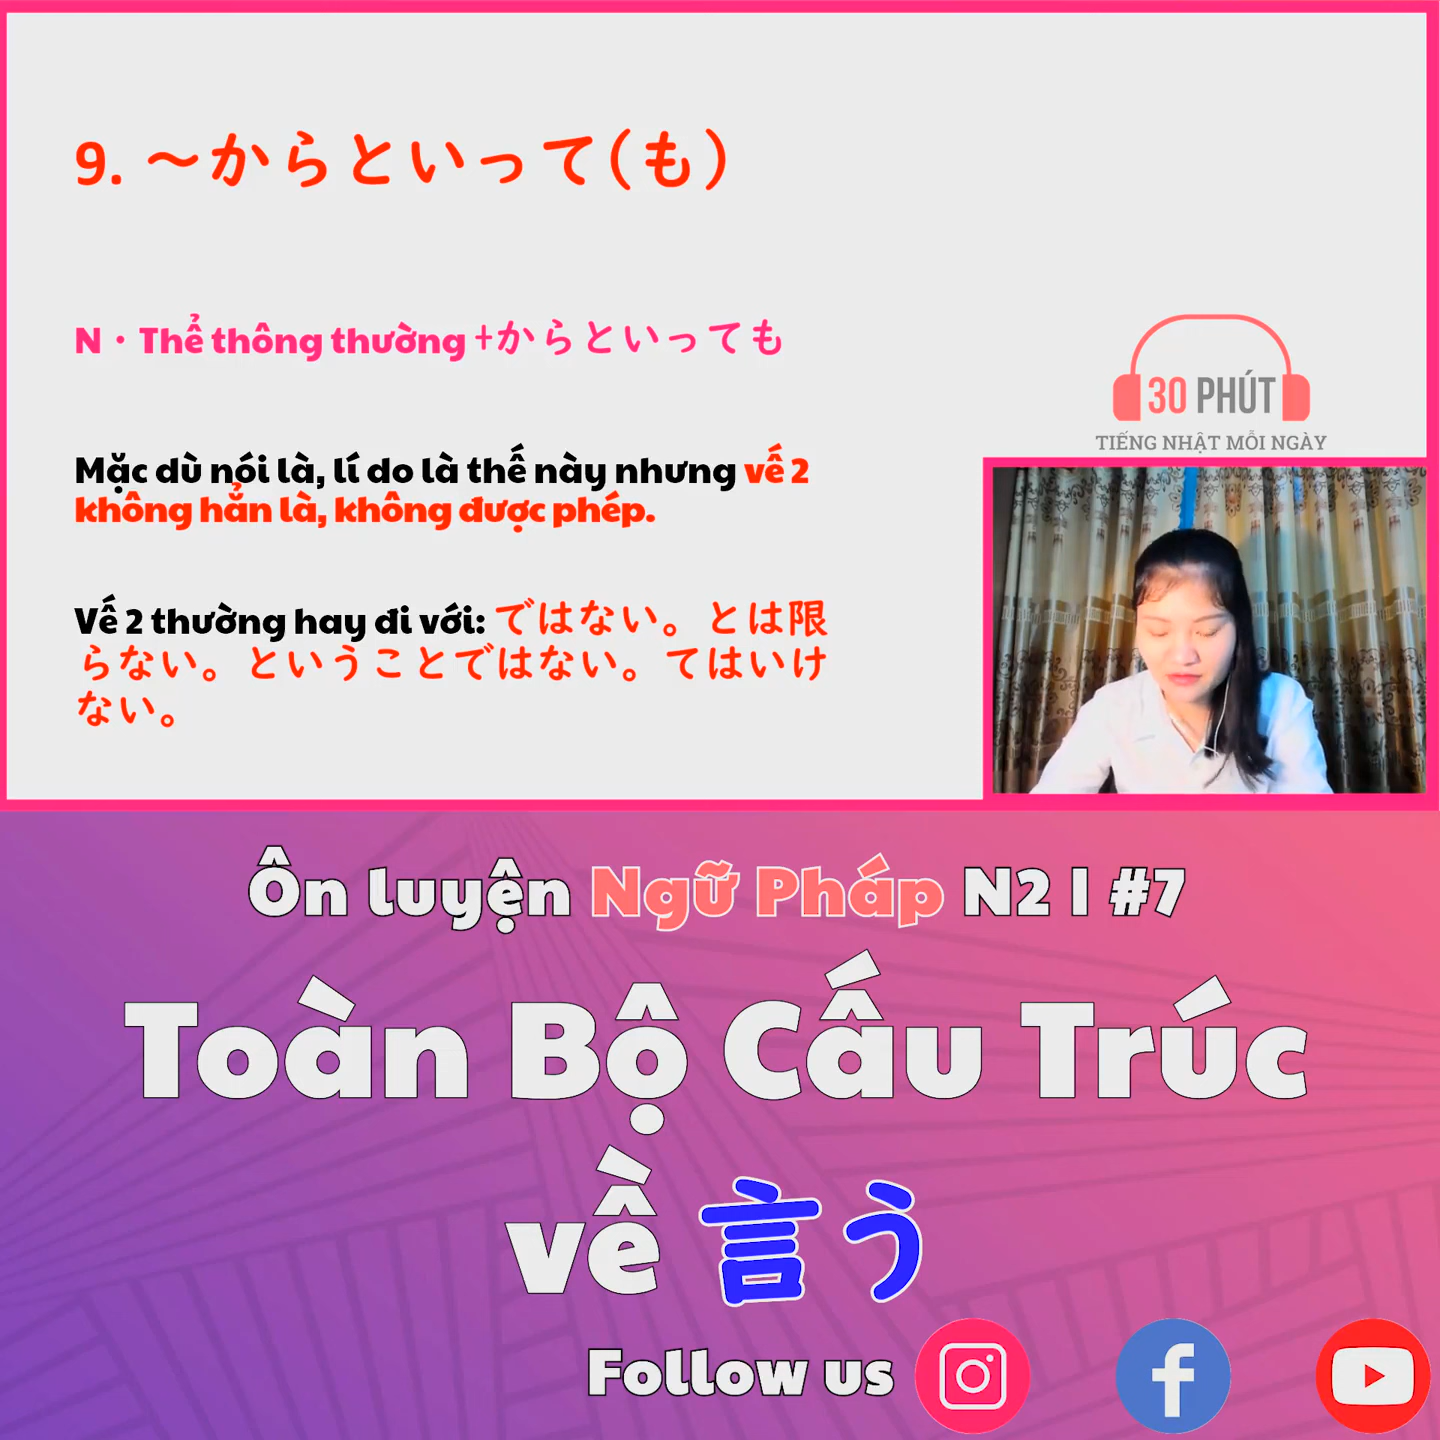 9. ～からといって(も)
N・Thể thông thường +からといっても
30 PHÚT
TIẾNG NHẬT MỖI NGÀY
Mặc dù nói là, lí do là thế này nhưng vế 2
không hẳn là, không được phép.
Vế 2 thường hay đi với: ではない。とは限
らない。ということではない。てはいけ
ない。
Ôn luyện Ngữ Pháp N2 I #7
Toàn Bộ Cấu Trúc
về 言う
Follow us